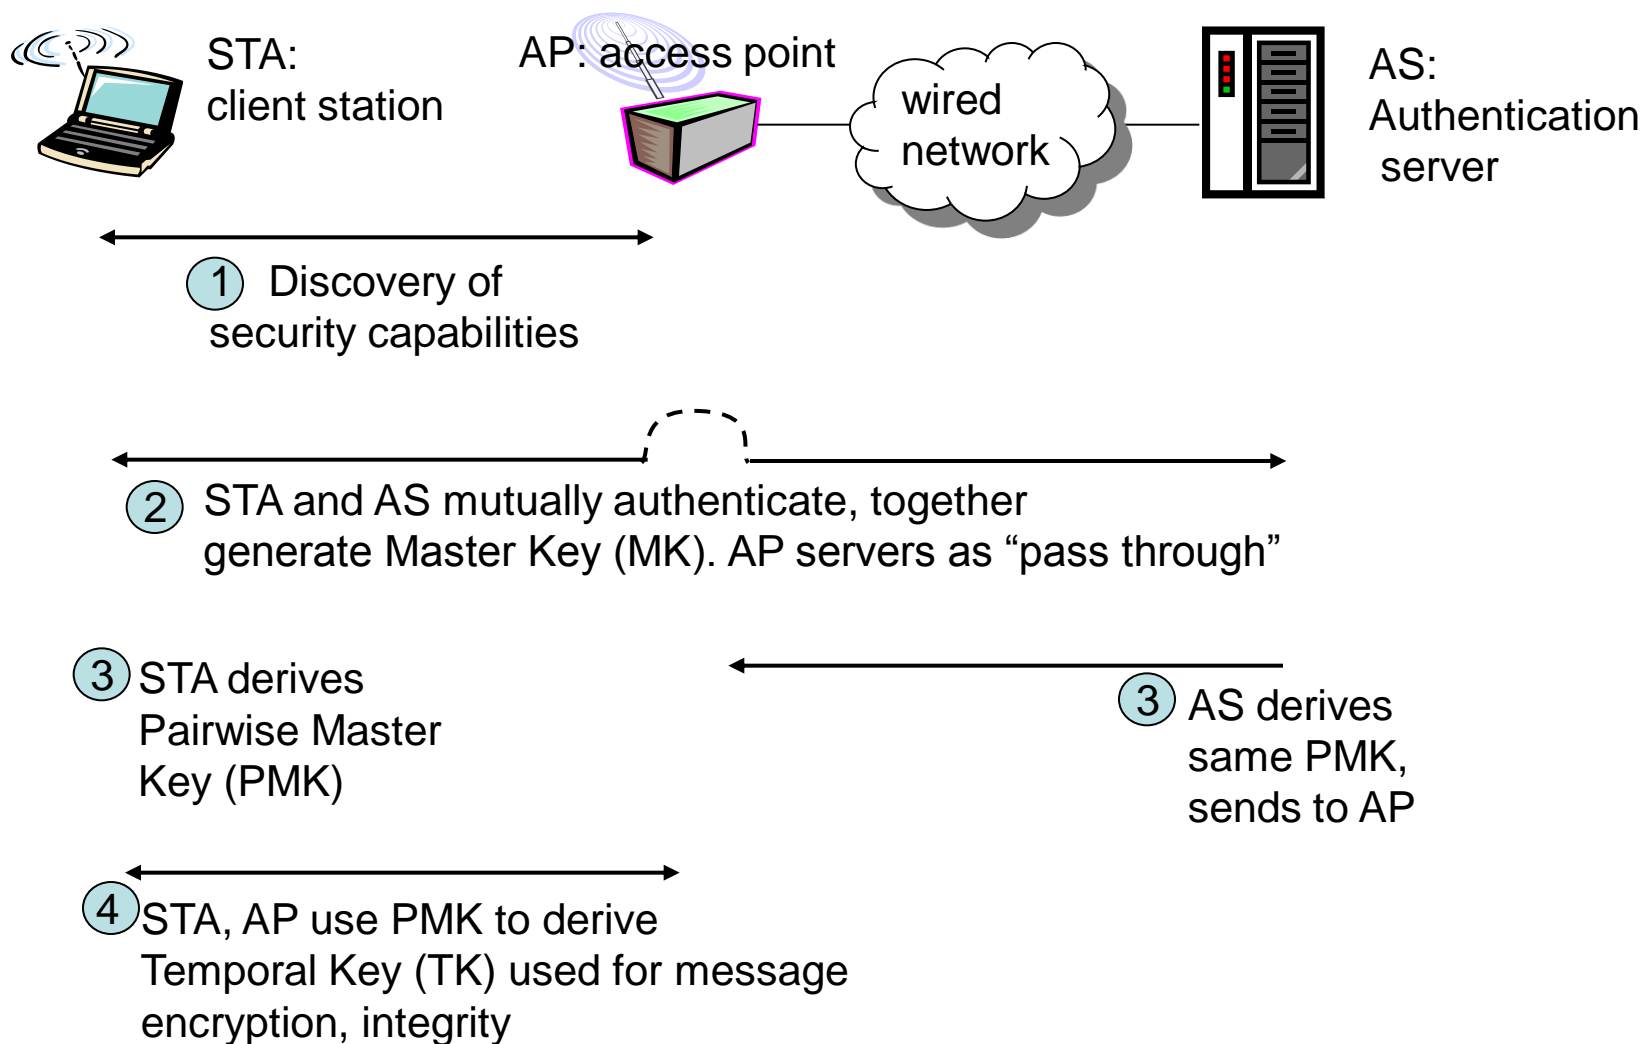 STA:
client station
AP: access point
wired
network
AS:
Authentication
server
1 Discovery of
security capabilities
2 STA and AS mutually authenticate, together
generate Master Key (MK). AP servers as “pass through”
3 STA derives
Pairwise Master
Key (PMK)
3 AS derives
same PMK,
sends to AP
4 STA, AP use PMK to derive
Temporal Key (TK) used for message
encryption, integrity